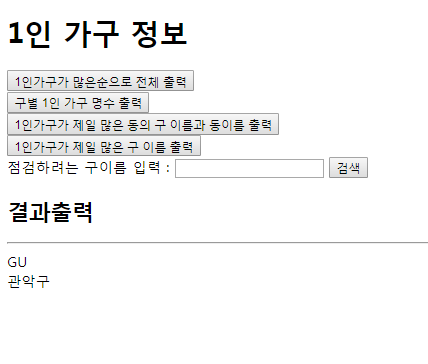 1인 가구 정보
1인가구가 많은순으로 전체 출력
구별 1인 가구 명수 출력
1인가구가 제일 많은 동의 구 이름과 동이름 출력
1인가구가 제일 많은 구 이름 출력
점검하려는 구이름 입력 : 검색
결과출력
GU
관악구